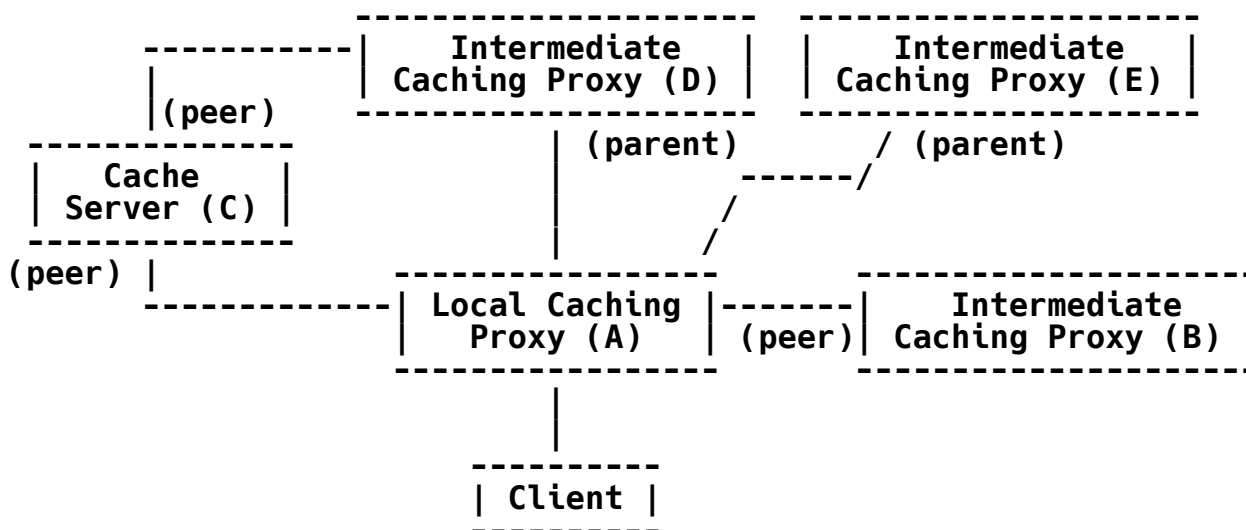 Intermediate Intermediate
Caching Proxy (D) Caching Proxy (E)
(peer)
(parent) (parent)
Cache
Server (C)
(peer)
Local Caching Intermediate
Proxy (A) (peer) Caching Proxy (B)
Client